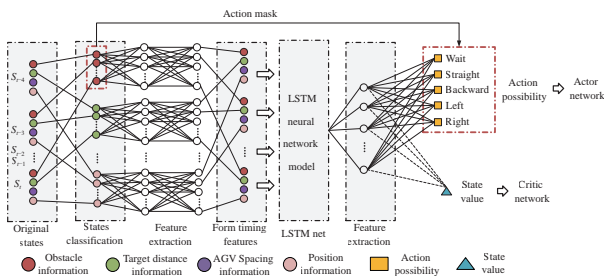 Action mask
S_{t-4}
S_{t-3}
S_{t-2}
S_{t-1}
S_t
LSTM
neural
network
model
Wait
Straight
Backward
Left
Right
Action
possibility
Actor
network
State
value
Critic
network
Original
states
States
classification
Feature
extraction
Form timing
features
LSTM net
Feature
extraction
Obstacle
information
Target distance
information
AGV Spacing
information
Position
information
Action
possibility
State
value